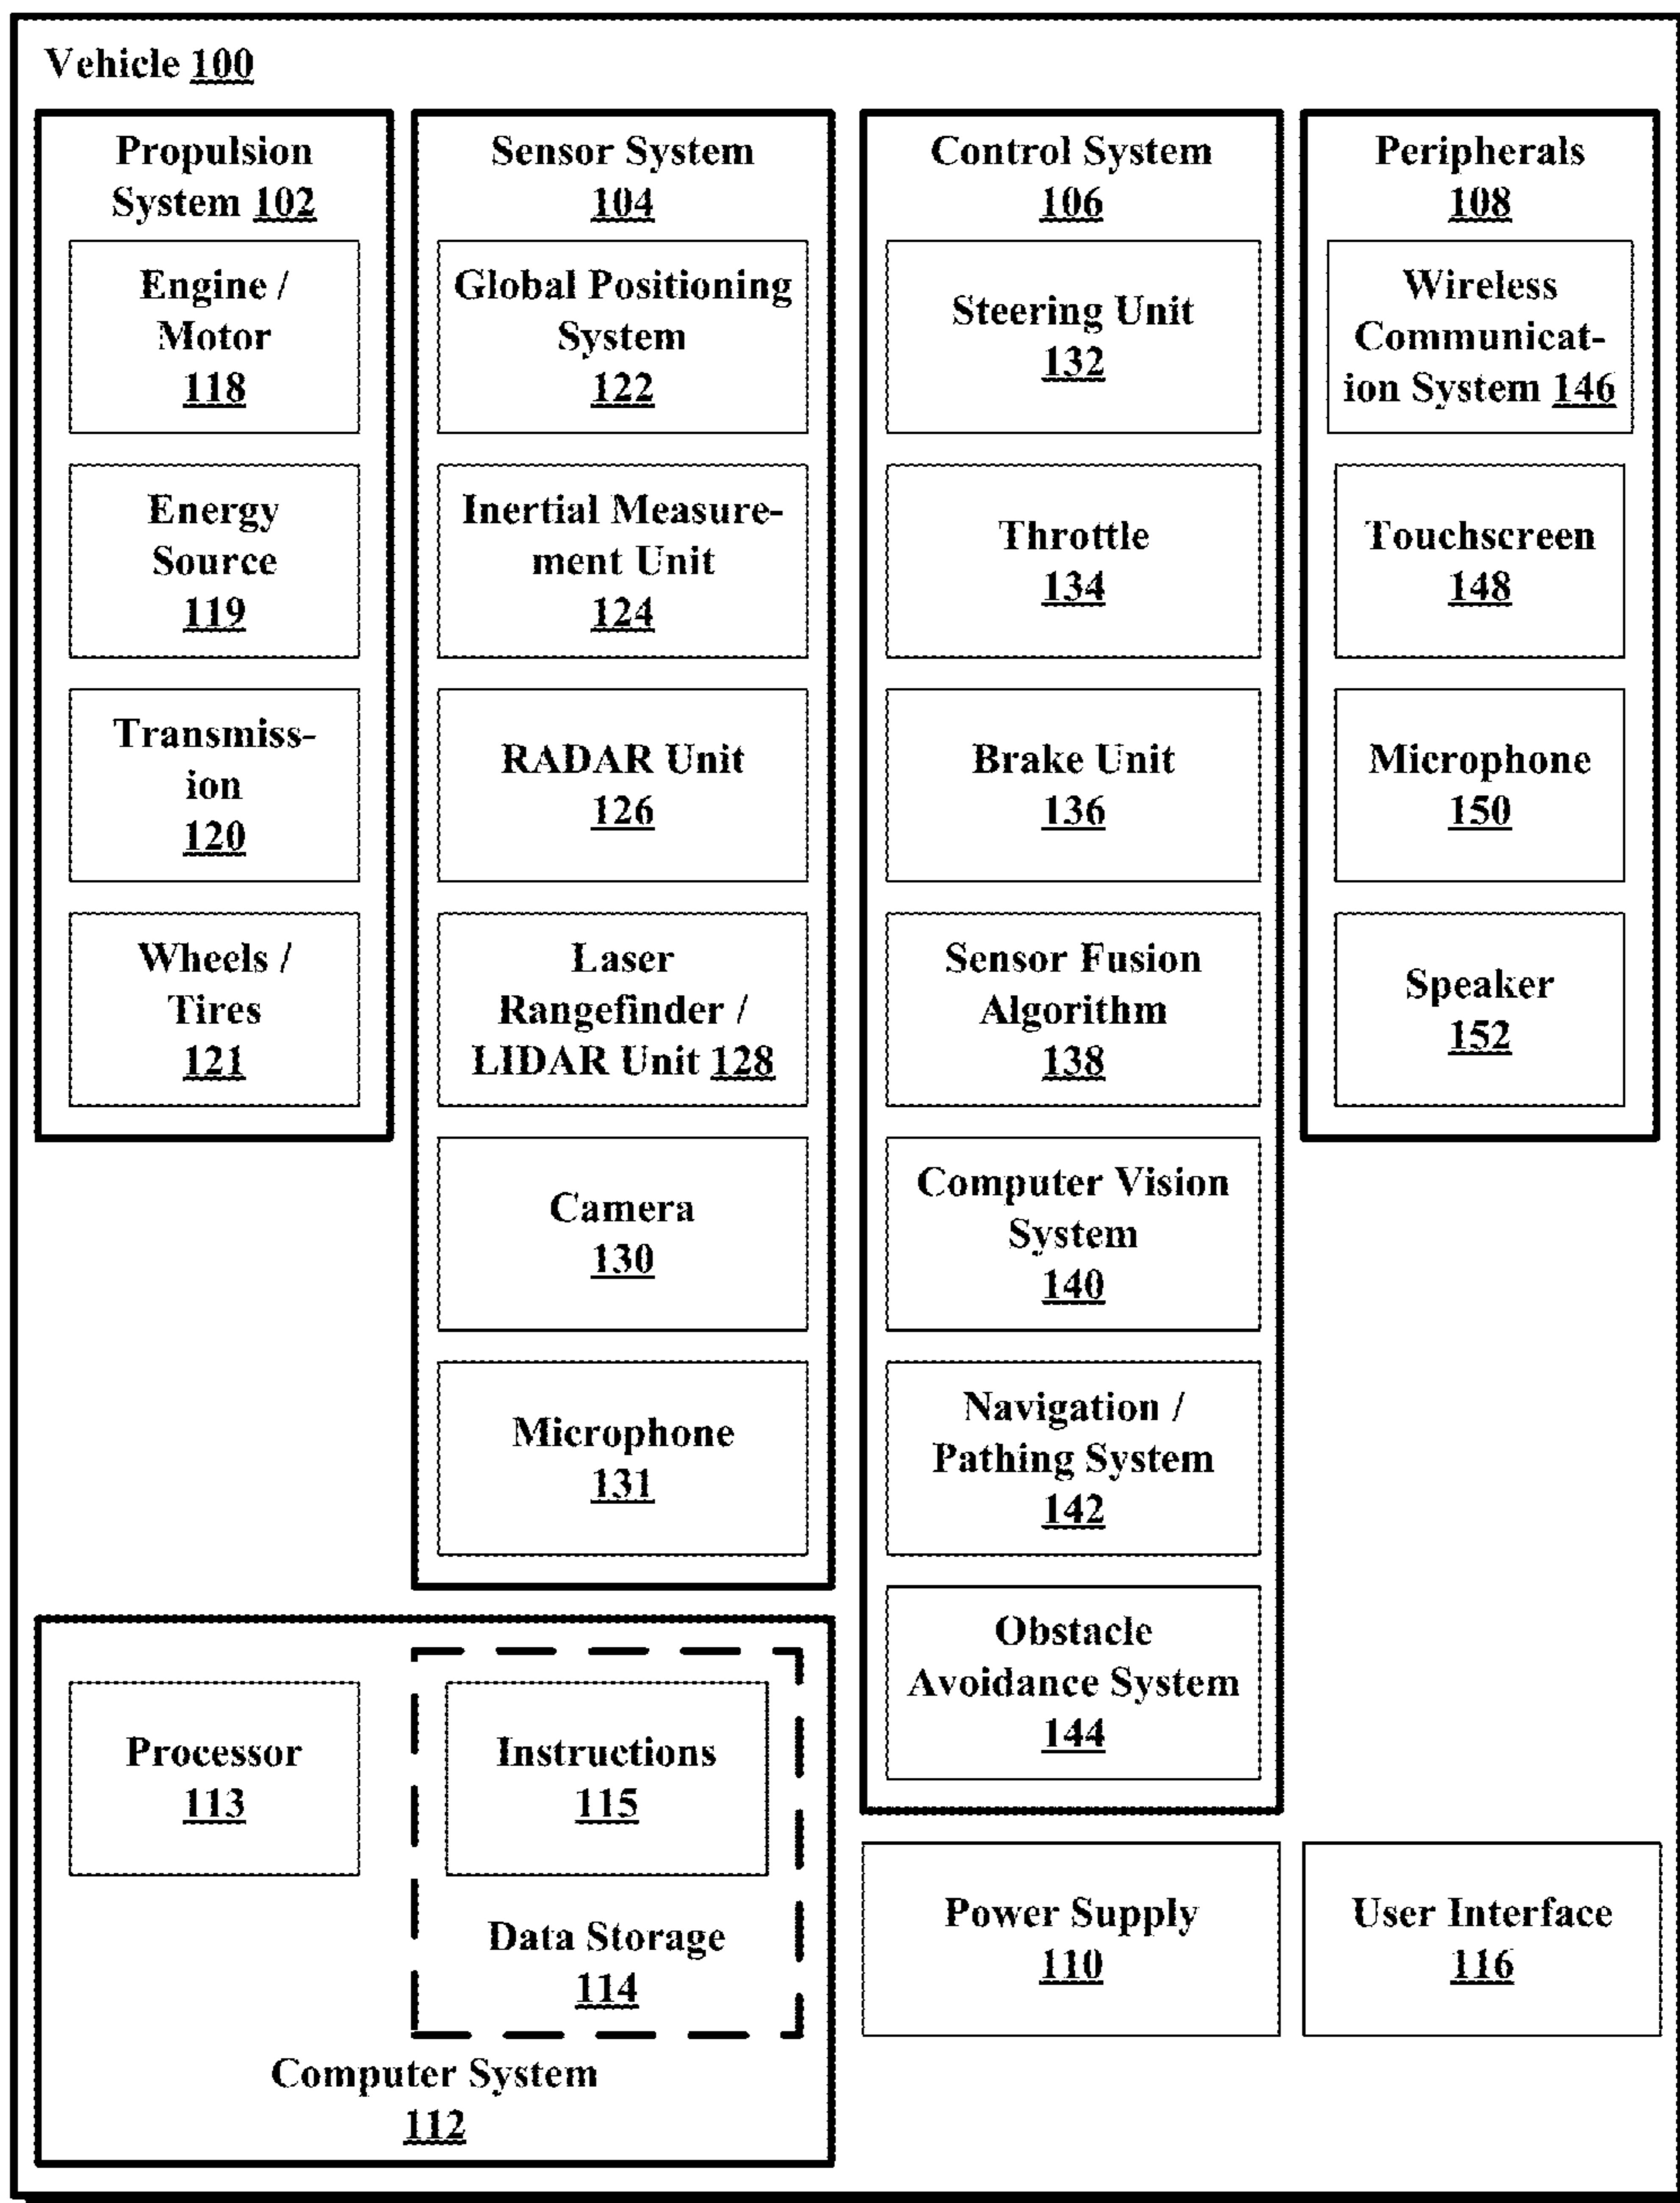 Vehicle 100
Propulsion
System 102
Engine /
Motor
118
Energy
Source
119
Transmiss-
ion
120
Wheels /
Tires
121
Sensor System
104
Global Positioning
System
122
Inertial Measure-
ment Unit
124
RADAR Unit
126
Laser
Rangefinder /
LIDAR Unit 128
Camera
130
Microphone
131
Control System
106
Steering Unit
132
Throttle
134
Brake Unit
136
Sensor Fusion
Algorithm
138
Computer Vision
System
140
Navigation /
Pathing System
142
Obstacle
Avoidance System
144
Peripherals
108
Wireless
Communicat-
ion System 146
Touchscreen
148
Microphone
150
Speaker
152
Processor
113
Instructions
115
Data Storage
114
Computer System
112
Power Supply
110
User Interface
116